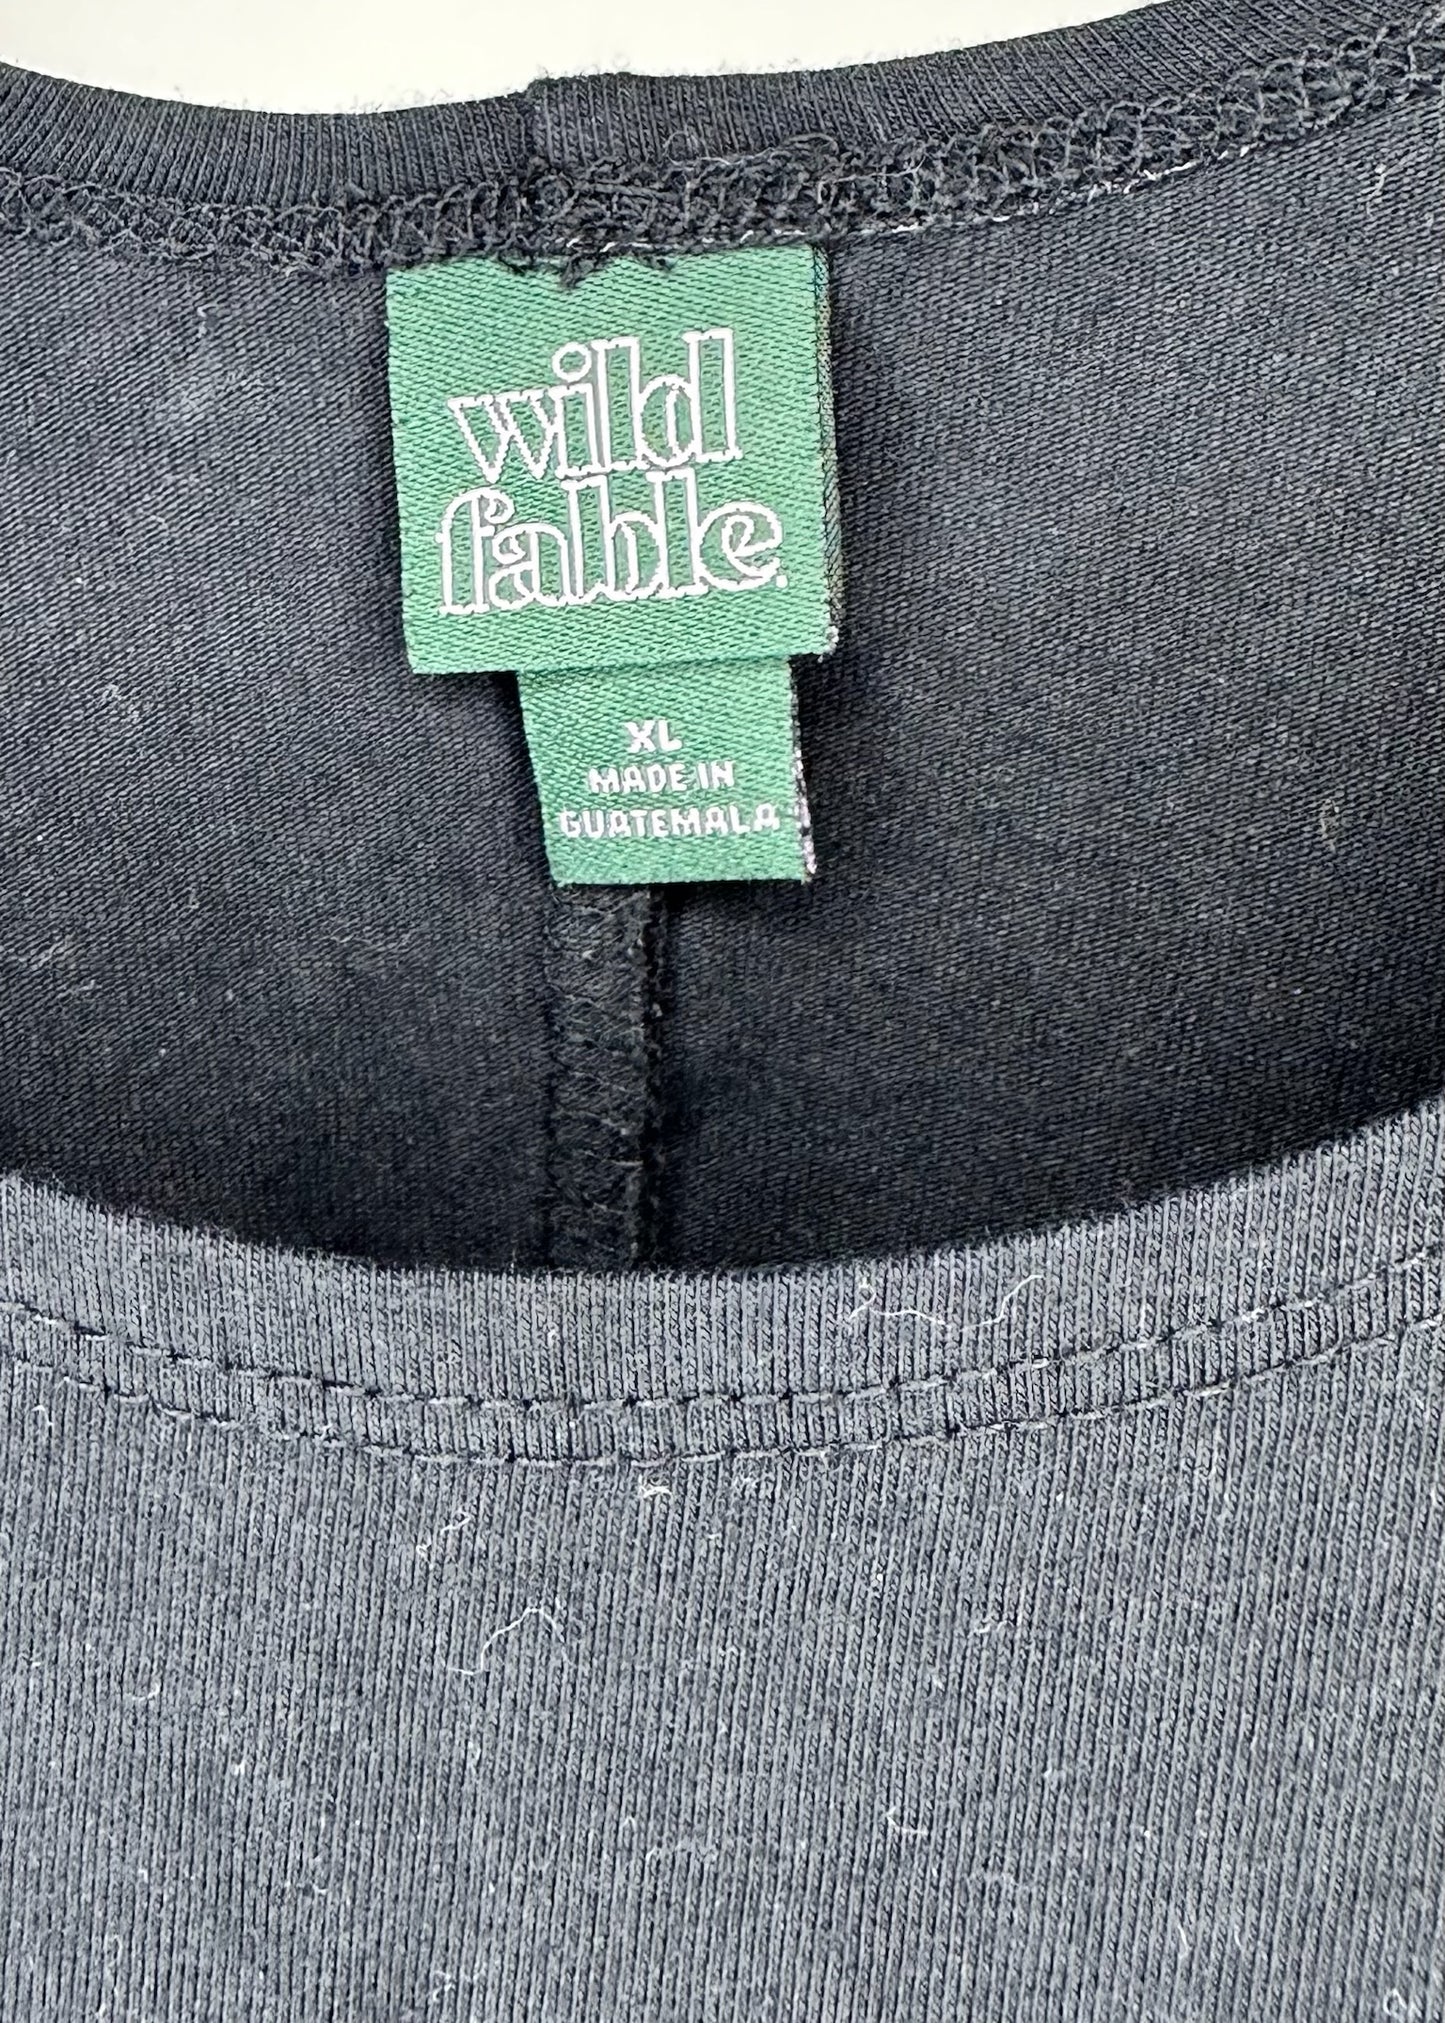 wild
fable.
XL
MADE IN
GUATEMALA